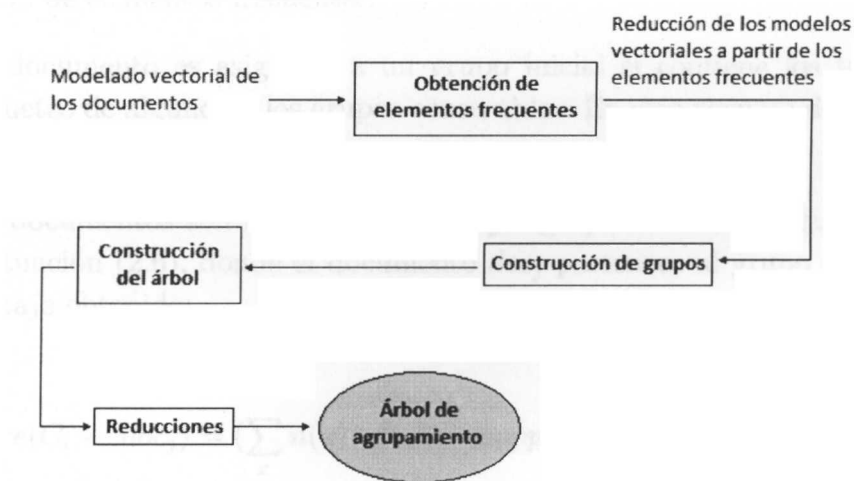 Modelado vectorial de
los documentos
Obtención de
elementos frecuentes
Reducción de los modelos
vectoriales a partir de los
elementos frecuentes
Construcción de grupos
Construcción
del árbol
Reducciones
Árbol de
agrupamiento